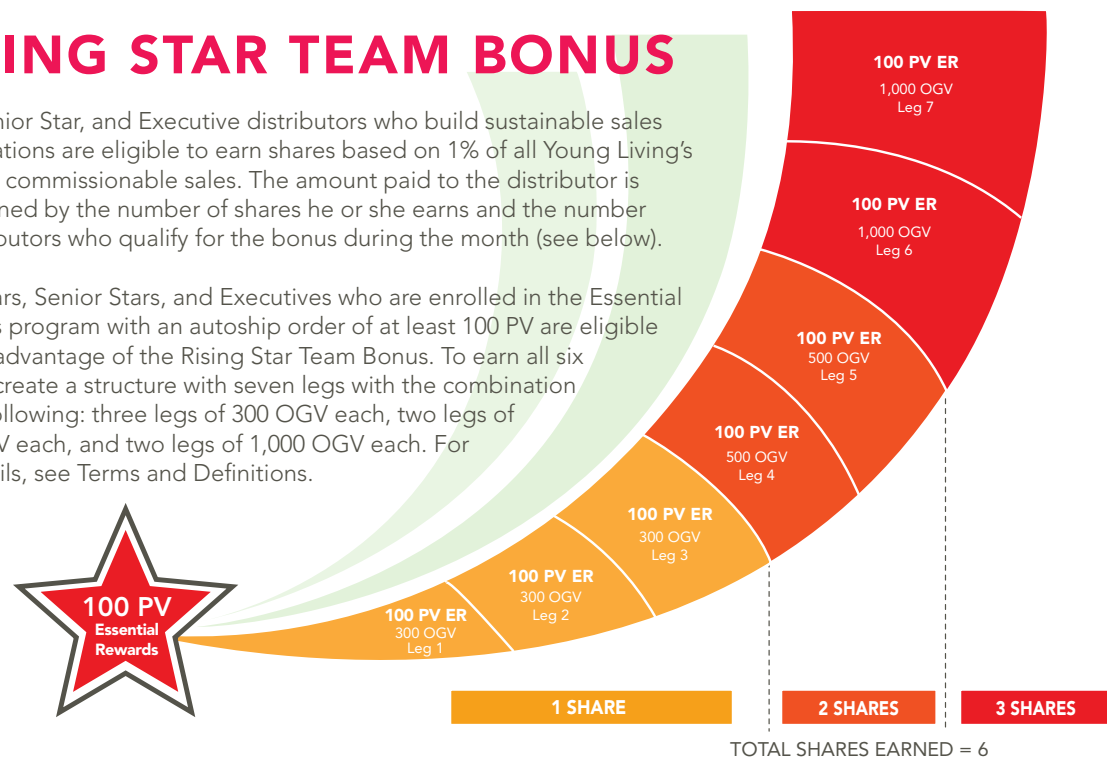 ING STAR TEAM BONUS
nior Star, and Executive distributors who build sustainable sales
ations are eligible to earn shares based on 1% of all Young Living's
commissionable sales. The amount paid to the distributor is
ned by the number of shares he or she earns and the number
butors who qualify for the bonus during the month (see below).
ars, Senior Stars, and Executives who are enrolled in the Essential
s program with an autoship order of at least 100 PV are eligible
advantage of the Rising Star Team Bonus. To earn all six
create a structure with seven legs with the combination
ollowing: three legs of 300 OGV each, two legs of
V each, and two legs of 1,000 OGV each. For
ils, see Terms and Definitions.
100 PV
Essential
Rewards
100 PV ER
300 OGV
Leg 1
100 PV ER
300 OGV
Leg 2
100 PV ER
300 OGV
Leg 3
100 PV ER
500 OGV
Leg 4
100 PV ER
500 OGV
Leg 5
100 PV ER
1,000 OGV
Leg 6
100 PV ER
1,000 OGV
Leg 7
1 SHARE
2 SHARES
3 SHARES
TOTAL SHARES EARNED = 6